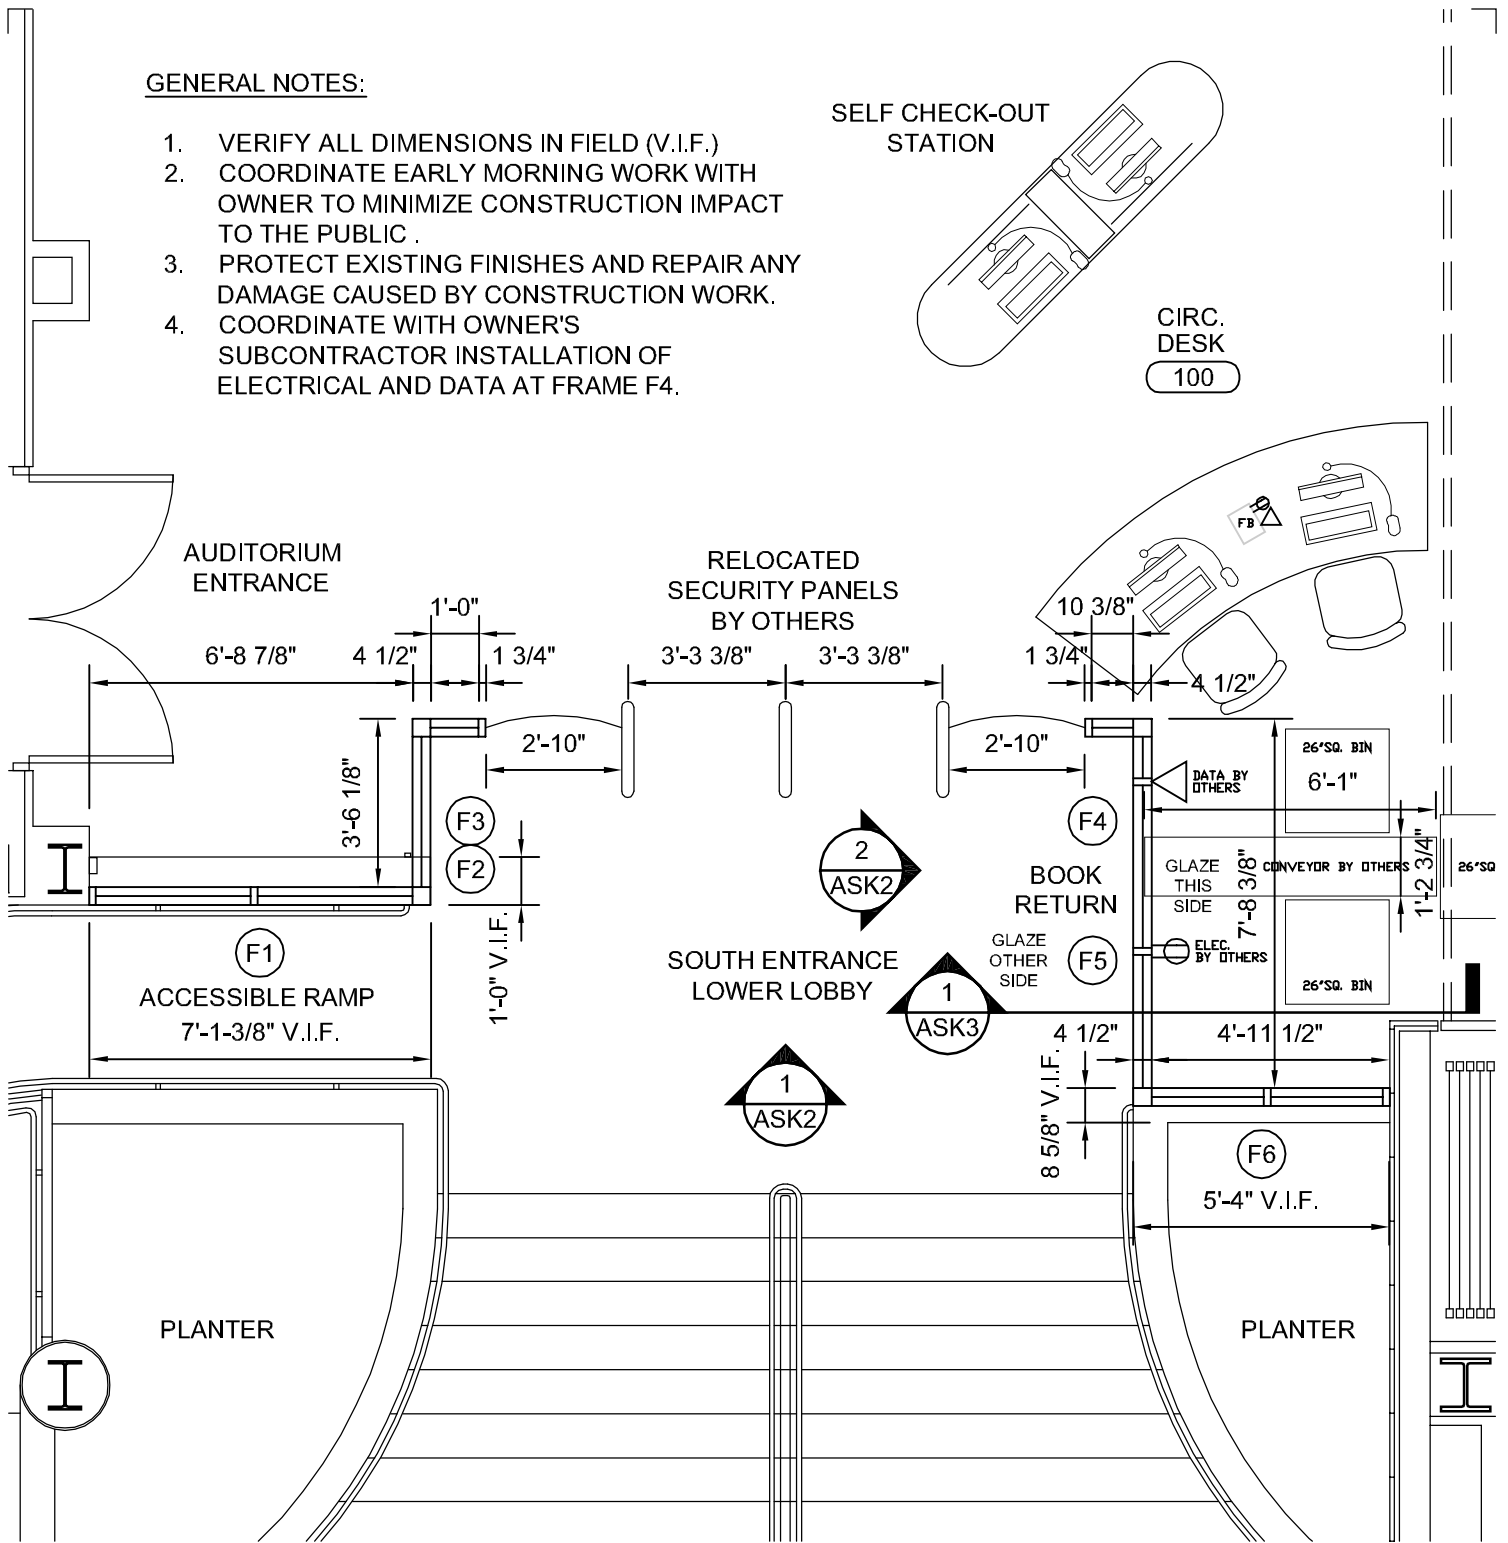 GENERAL NOTES:
1. VERIFY ALL DIMENSIONS IN FIELD (V.I.F.)
2. COORDINATE EARLY MORNING WORK WITH
OWNER TO MINIMIZE CONSTRUCTION IMPACT
TO THE PUBLIC .
3. PROTECT EXISTING FINISHES AND REPAIR ANY
DAMAGE CAUSED BY CONSTRUCTION WORK.
4. COORDINATE WITH OWNER'S
SUBCONTRACTOR INSTALLATION OF
ELECTRICAL AND DATA AT FRAME F4.
SELF CHECK-OUT
STATION
CIRC.
DESK
100
FB
AUDITORIUM
ENTRANCE
RELOCATED
SECURITY PANELS
BY OTHERS
1'-0"
10 3/8"
6'-8 7/8"
4 1/2"
1 3/4"
3'-3 3/8"
3'-3 3/8"
1 3/4"
4 1/2"
2'-10"
2'-10"
3'-6 1/8"
26"SQ. BIN
6'-1"
DATA BY
OTHERS
F3
F2
F4
2
ASK2
BOOK
RETURN
GLAZE
THIS
SIDE
CONVEYOR BY OTHERS
1'-2 3/4"
26"SQ
7'-8 3/8"
1'-0" V.I.F.
F1
ACCESSIBLE RAMP
7'-1-3/8" V.I.F.
SOUTH ENTRANCE
LOWER LOBBY
GLAZE
OTHER
SIDE
F5
ELEC.
BY OTHERS
26"SQ. BIN
1
ASK3
4 1/2"
4'-11 1/2"
1
ASK2
8 5/8" V.I.F.
F6
5'-4" V.I.F.
PLANTER
PLANTER